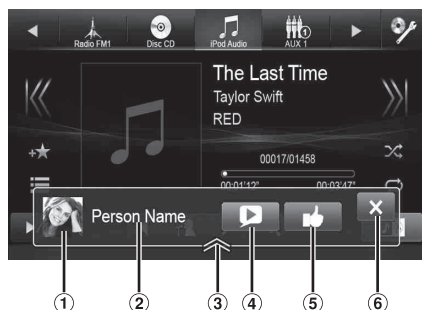 Radio FM1 Disc CD iPod Audio AUX 1
1
The Last Time
Taylor Swift
RED
00017/01458
00:01'12" 00:03'47"
Person Name
1 2 3 4 5 6